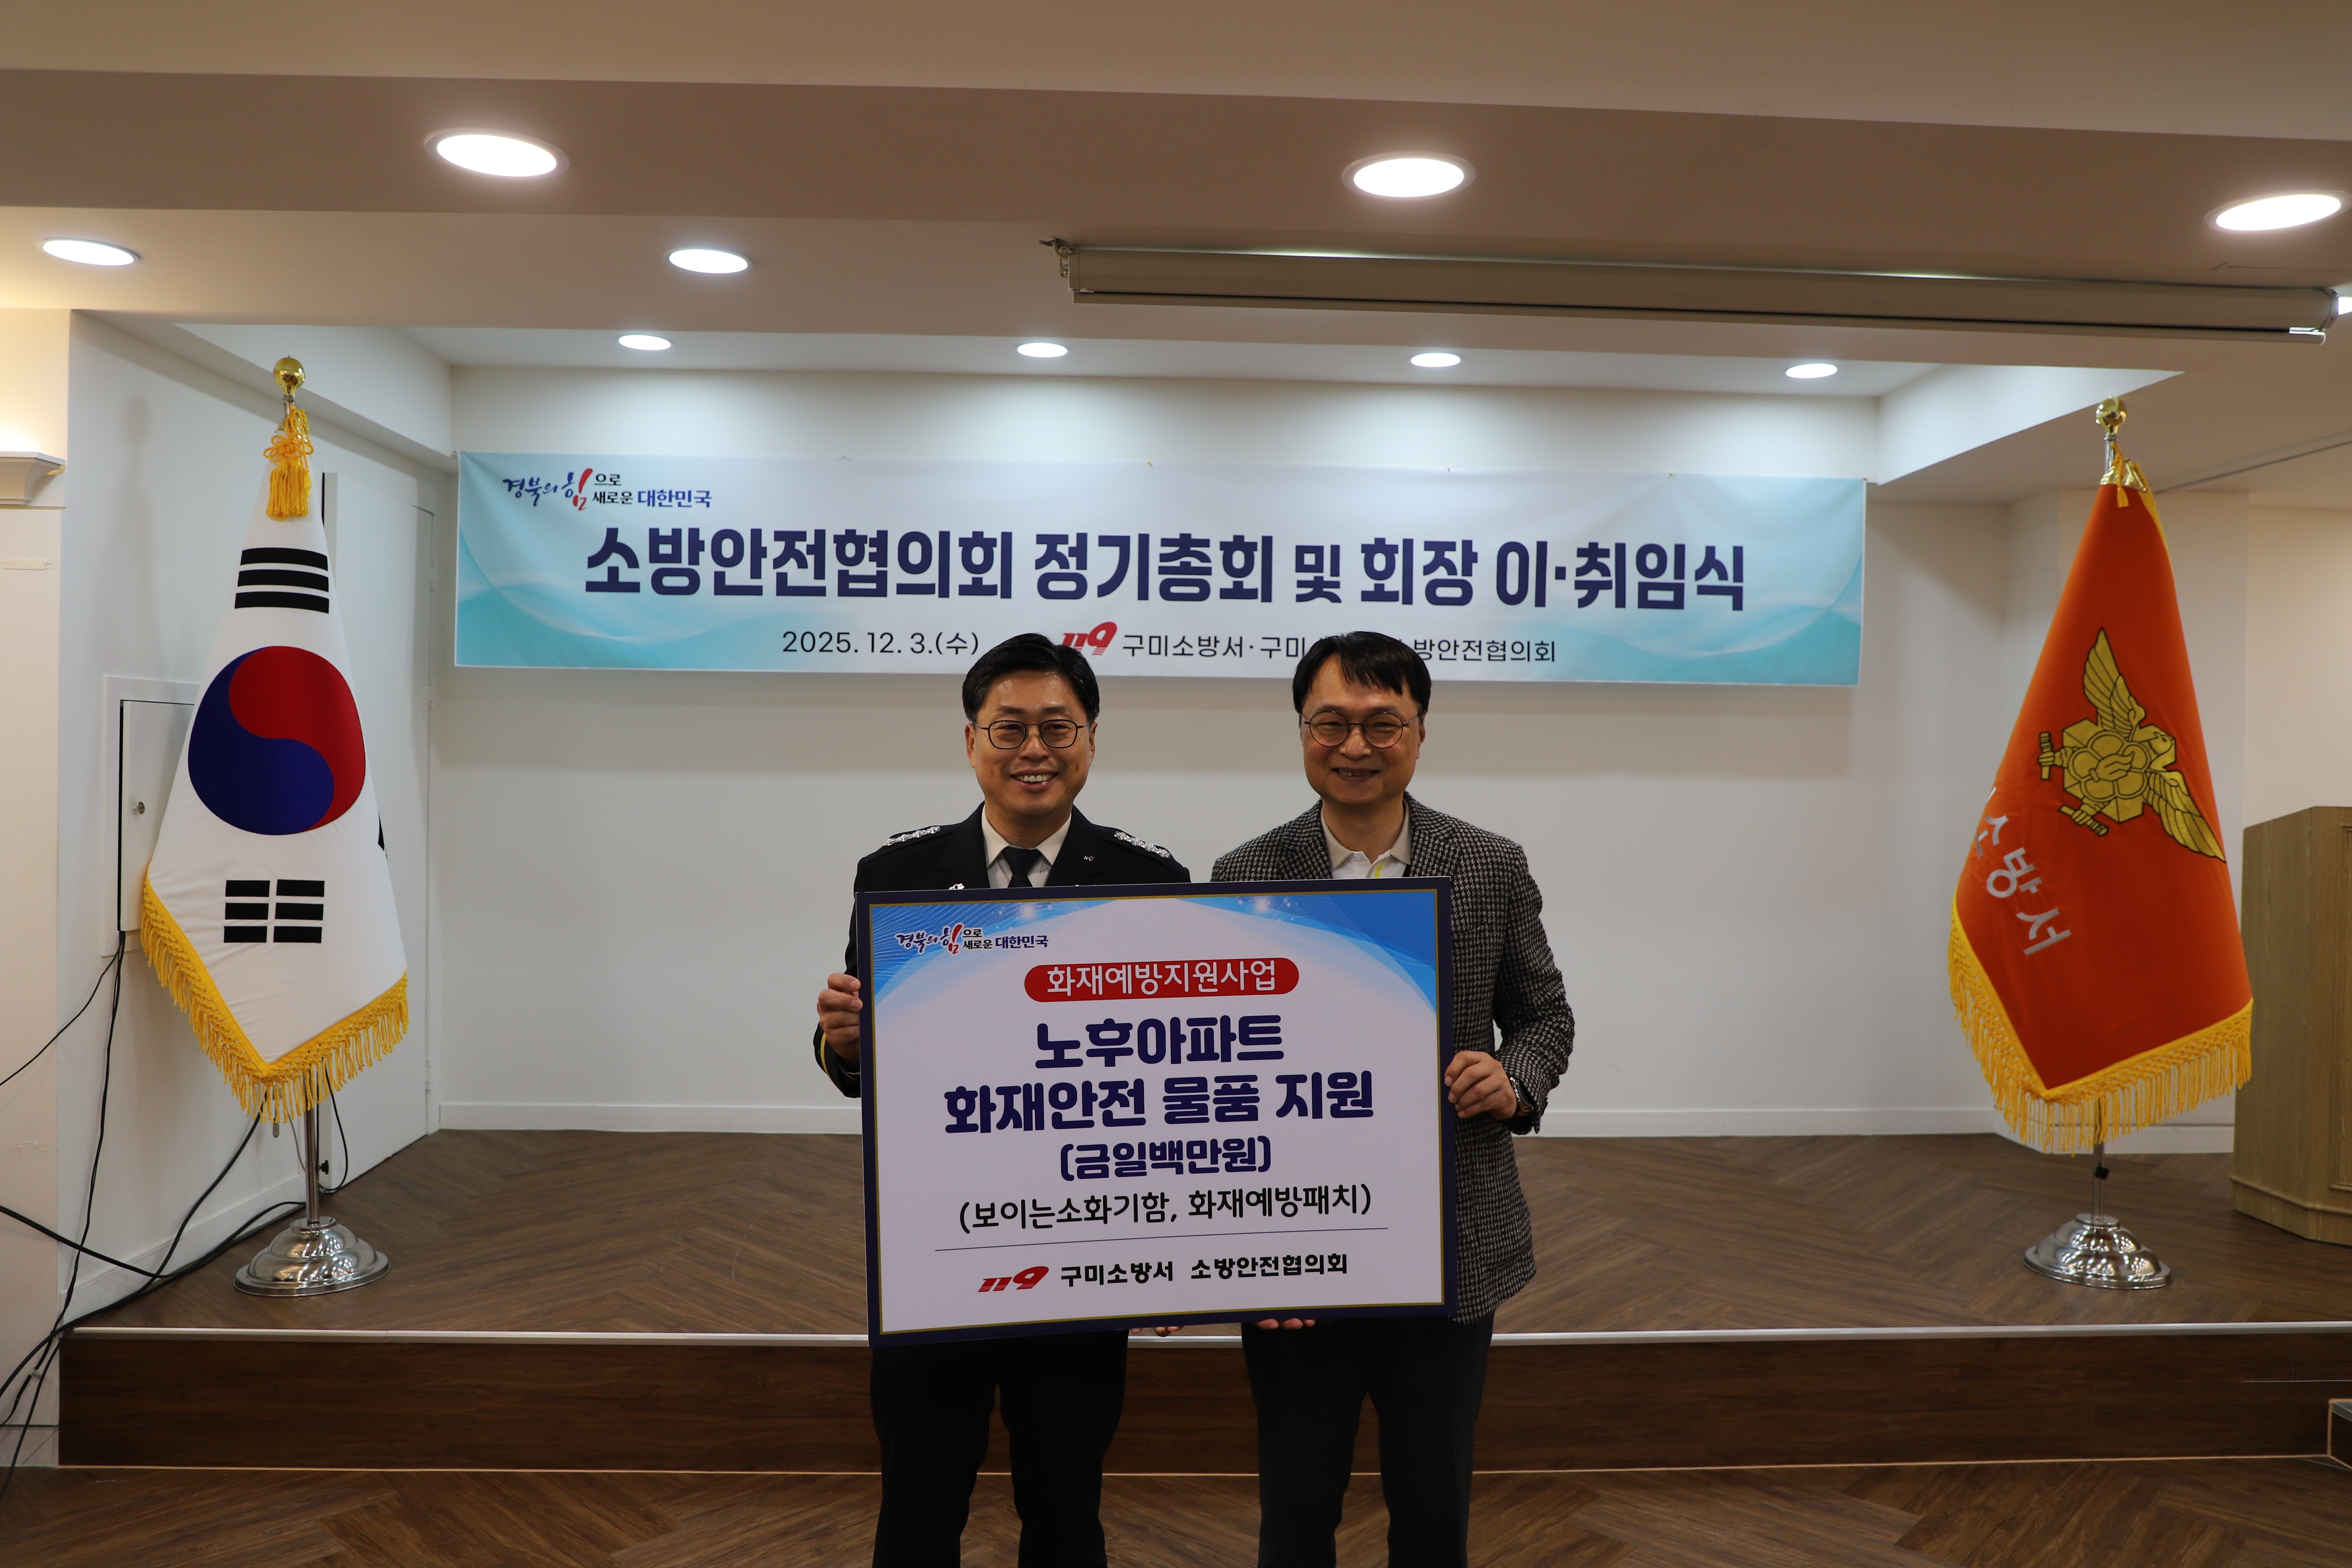 경북의 힘으로
새로운 대한민국
소방안전협의회 정기총회 및 회장 이·취임식
2025. 12. 3.(수)
119 구미소방서·구미 방안전협의회
소방서
경북의 힘으로
새로운 대한민국
화재예방지원사업
노후아파트
화재안전 물품 지원
(금일백만원)
(보이는소화기함, 화재예방패치)
119 구미소방서 소방안전협의회